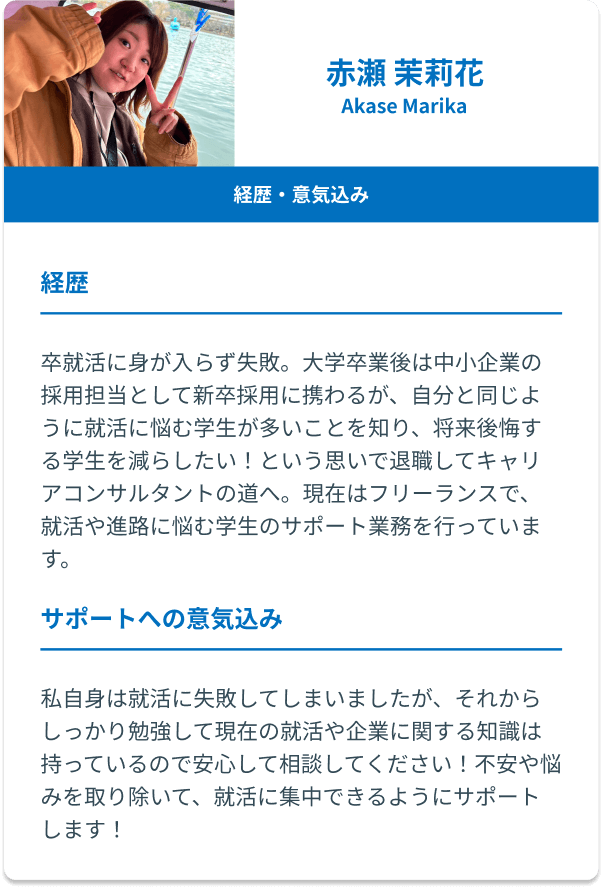 赤瀬 茉莉花
Akase Marika
経歴・意気込み
経歴
卒就活に身が入らず失敗。大学卒業後は中小企業の
採用担当として新卒採用に携わるが、自分と同じよ
うに就活に悩む学生が多いことを知り、将来後悔す
る学生を減らしたい！という思いで退職してキャリ
アコンサルタントの道へ。現在はフリーランスで、
就活や進路に悩む学生のサポート業務を行っていま
す。
サポートへの意気込み
私自身は就活に失敗してしまいましたが、それから
しっかり勉強して現在の就活や企業に関する知識は
持っているので安心して相談してください！不安や悩
みを取り除いて、就活に集中できるようにサポート
します！